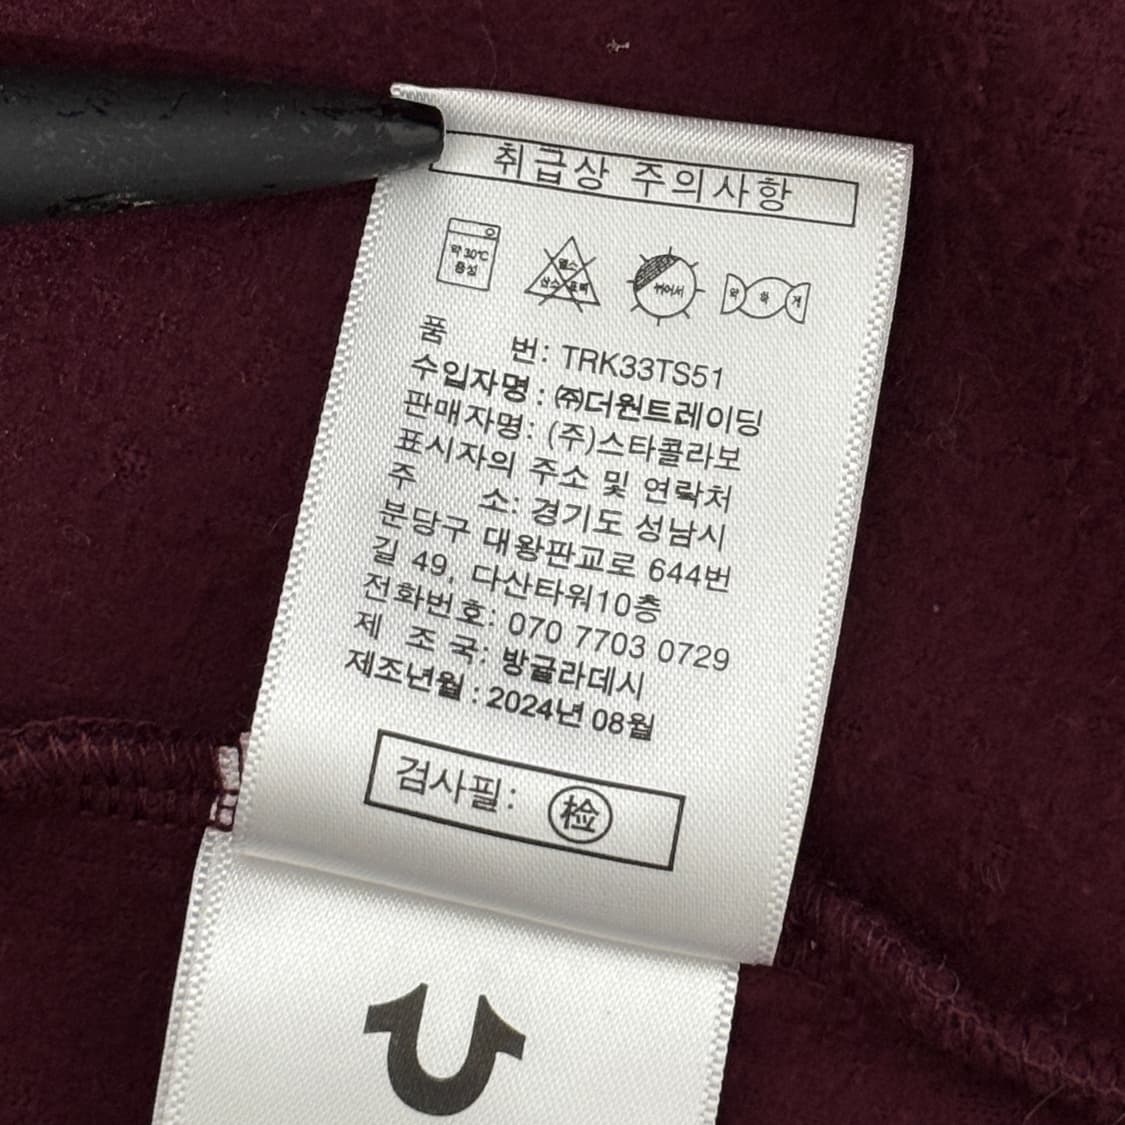 취급상 주의사항
약 30℃
중성
염소
산소 표백
뉘어서
약 하 게
품 번: TRK33TS51
수입자명 : ㈜더원트레이딩
판매자명: (주)스타콜라보
표시자의 주소 및 연락처
주 소: 경기도 성남시
분당구 대왕판교로 644번
길 49, 다산타워10층
전화번호: 070 7703 0729
제 조 국: 방글라데시
제조년월 : 2024년 08월
검사필: 检